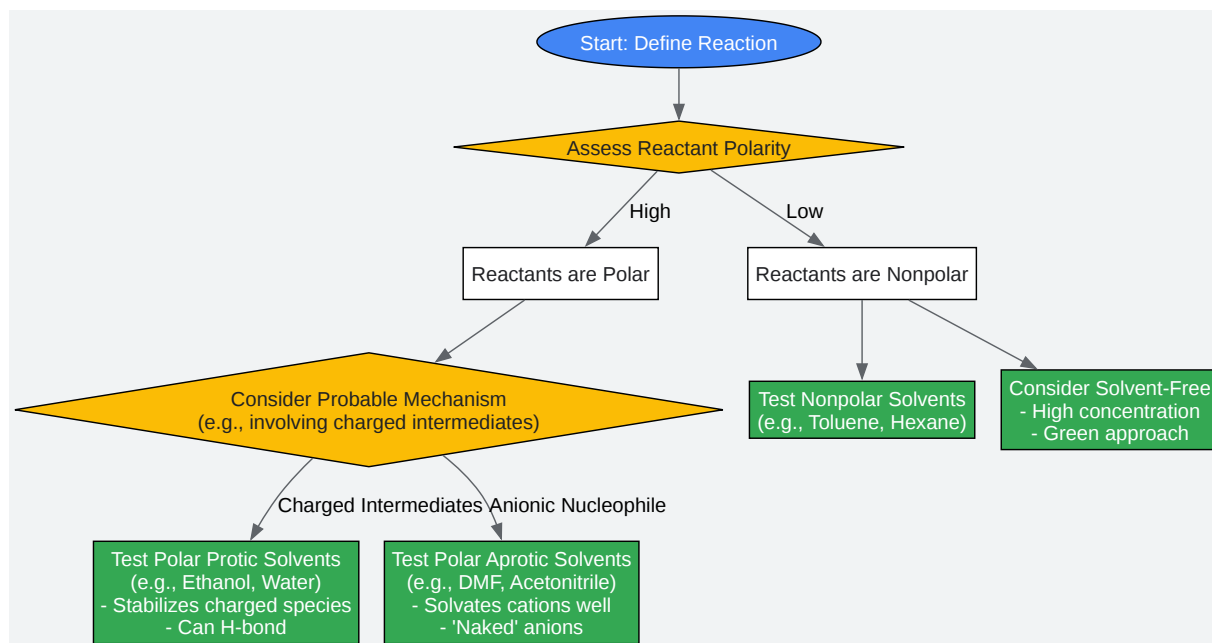 Start: Define Reaction
Assess Reactant Polarity
High
Low
Reactants are Polar
Reactants are Nonpolar
Consider Probable Mechanism
(e.g., involving charged intermediates)
Test Nonpolar Solvents
(e.g., Toluene, Hexane)
Consider Solvent-Free
- High concentration
- Green approach
Charged Intermediates
Anionic Nucleophile
Test Polar Protic Solvents
(e.g., Ethanol, Water)
- Stabilizes charged species
- Can H-bond
Test Polar Aprotic Solvents
(e.g., DMF, Acetonitrile)
- Solvates cations well
- 'Naked' anions